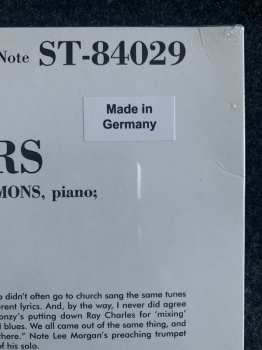 Note ST-84029
Made in
Germany
RS
MONS, piano;
didn't often go to church sang the same tunes
erent lyrics. And, by the way, I never did agree
onzy's putting down Ray Charles for 'mixing'
d blues. We all came out of the same thing, and
there." Note Lee Morgan's preaching trumpet
of his solo.